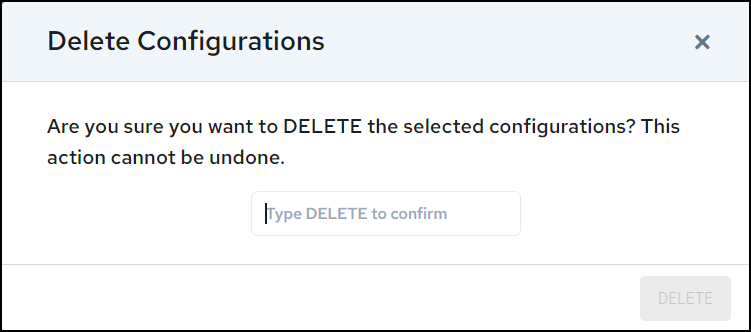 Delete Configurations
Are you sure you want to DELETE the selected configurations? This
action cannot be undone.
Type DELETE to confirm
DELETE